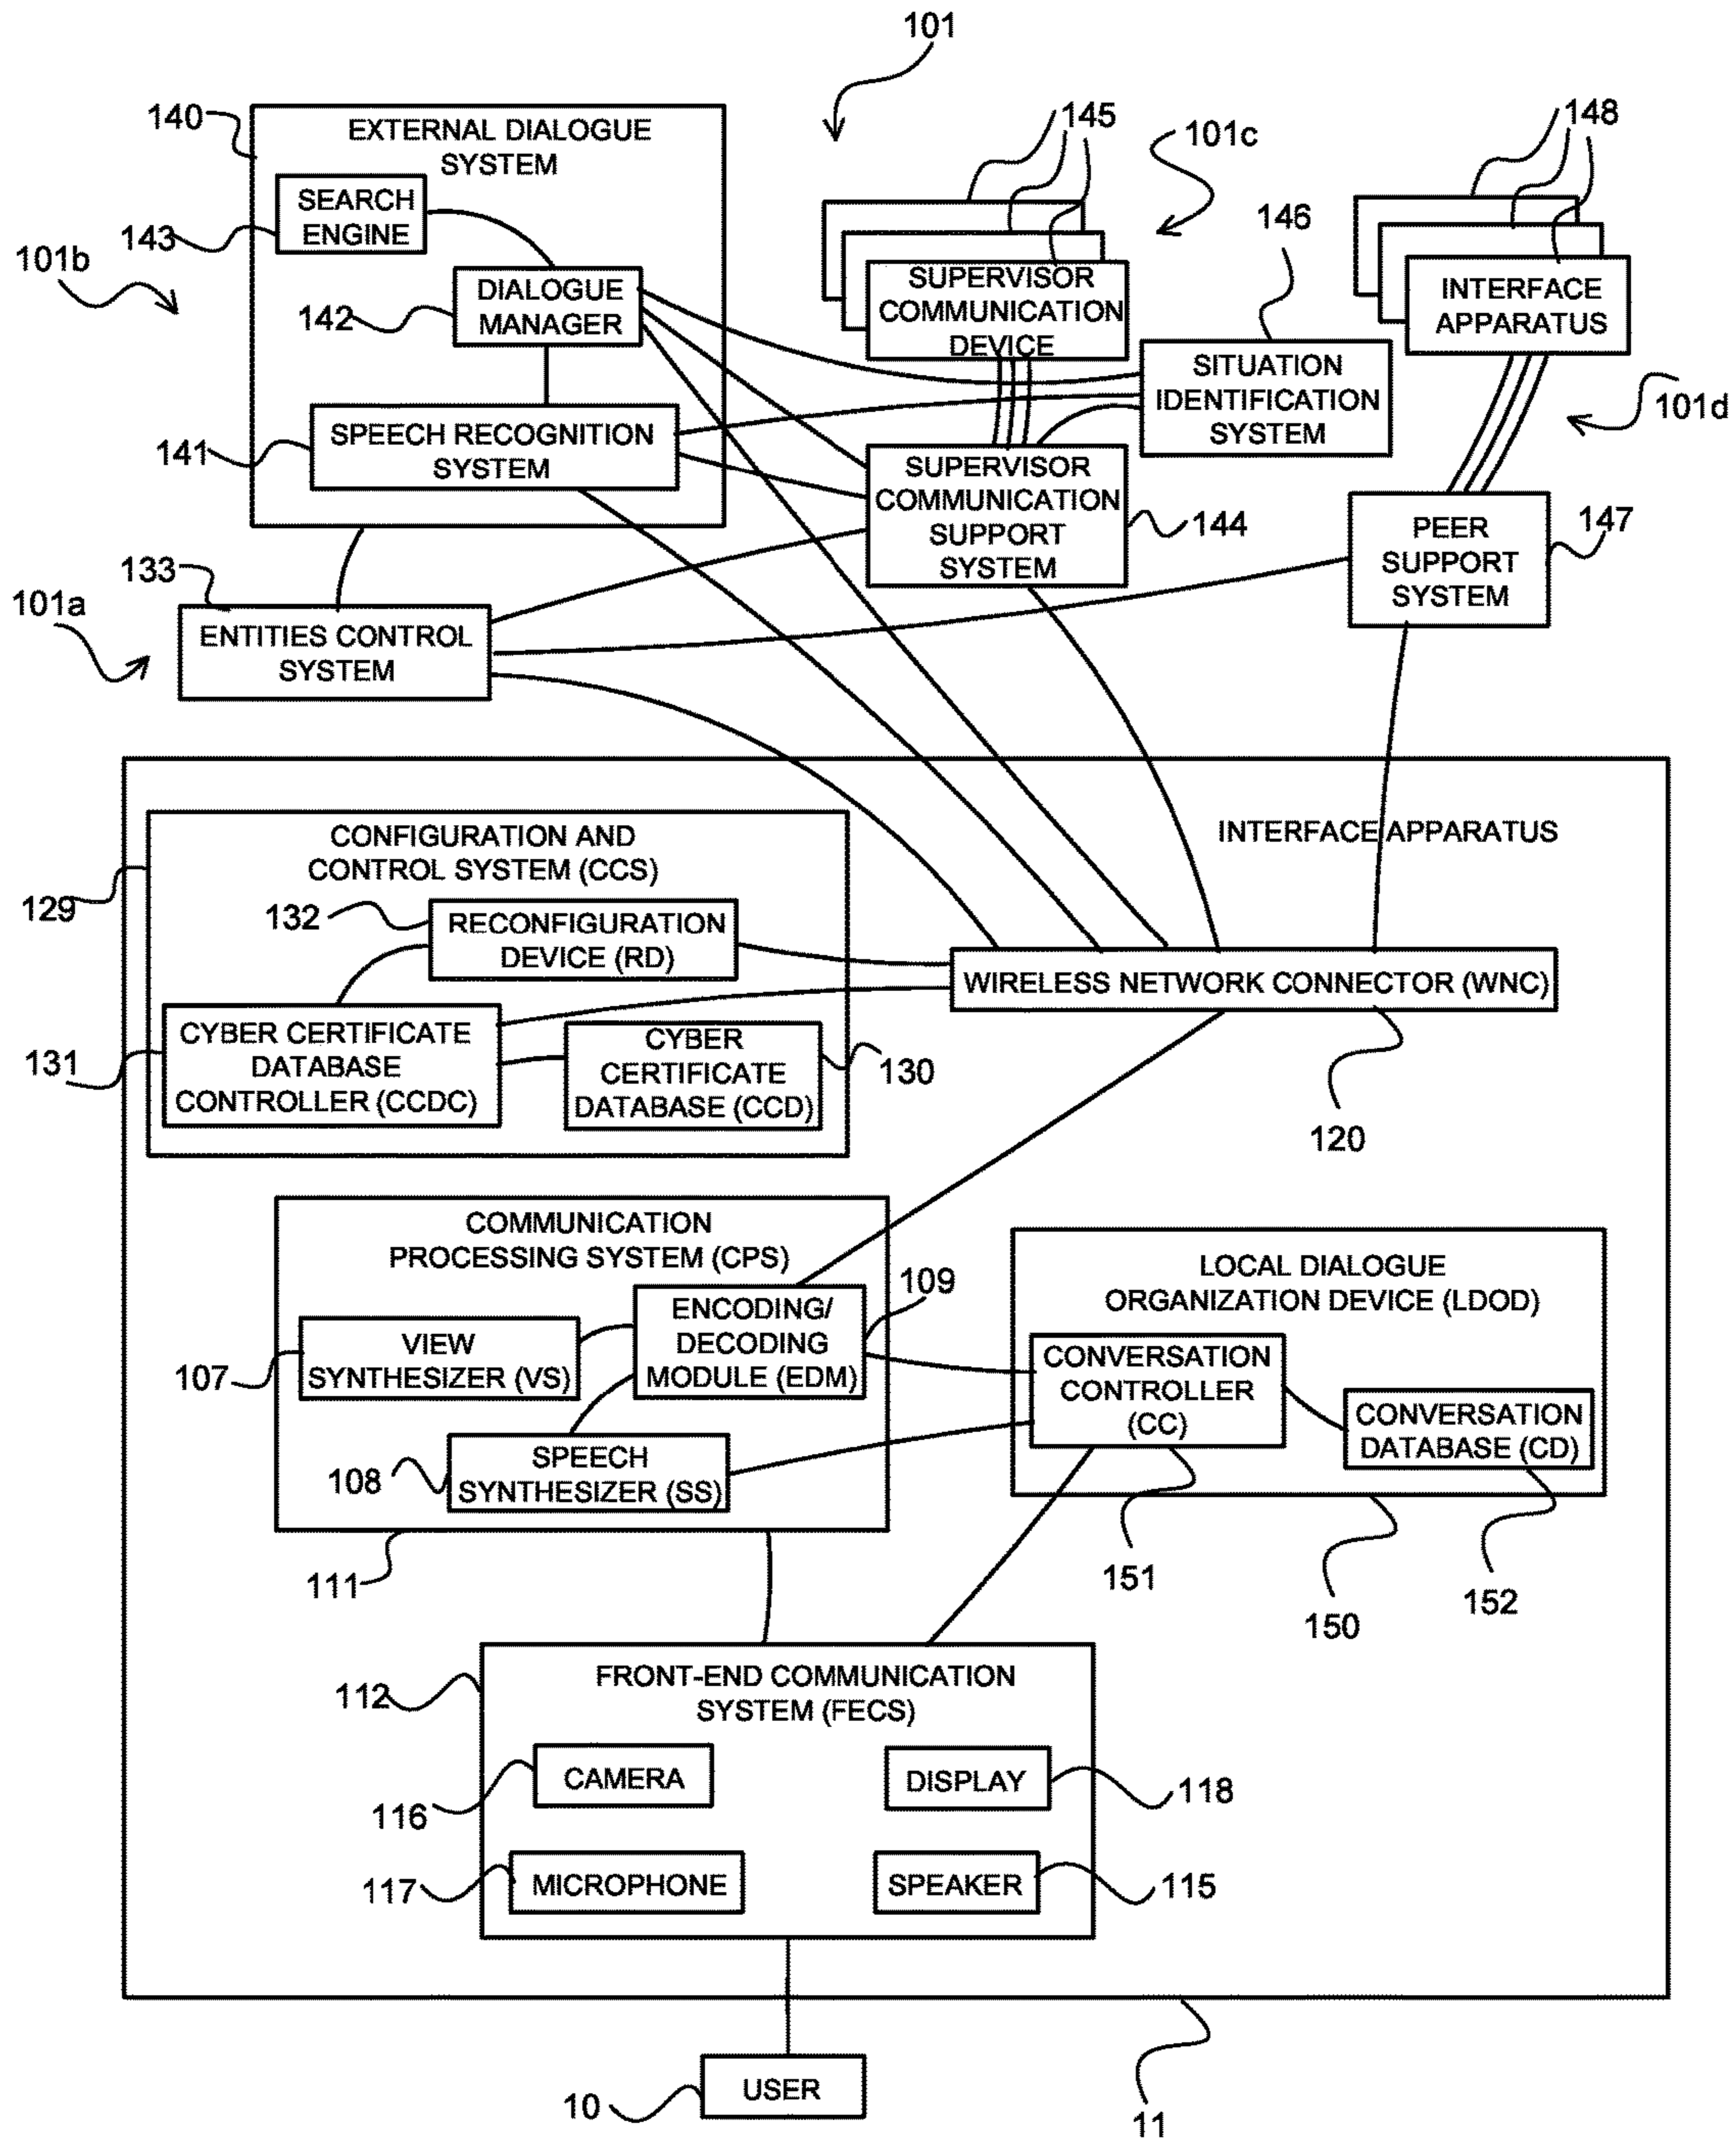 101
140
EXTERNAL DIALOGUE
SYSTEM
145
101c
148
SEARCH
ENGINE
143
146
101b
DIALOGUE
MANAGER
142
SUPERVISOR
COMMUNICATION
DEVICE
INTERFACE
APPARATUS
SITUATION
IDENTIFICATION
SYSTEM
101d
SPEECH RECOGNITION
SYSTEM
141
SUPERVISOR
COMMUNICATION
SUPPORT
SYSTEM
144
PEER
SUPPORT
SYSTEM
147
133
101a
ENTITIES CONTROL
SYSTEM
INTERFACE APPARATUS
CONFIGURATION AND
CONTROL SYSTEM (CCS)
129
132
RECONFIGURATION
DEVICE (RD)
WIRELESS NETWORK CONNECTOR (WNC)
131
CYBER CERTIFICATE
DATABASE
CONTROLLER (CCDC)
CYBER
CERTIFICATE
DATABASE (CCD)
130
120
COMMUNICATION
PROCESSING SYSTEM (CPS)
109
LOCAL DIALOGUE
ORGANIZATION DEVICE (LDOD)
ENCODING/
DECODING
MODULE (EDM)
VIEW
SYNTHESIZER (VS)
107
CONVERSATION
CONTROLLER
(CC)
CONVERSATION
DATABASE (CD)
SPEECH
SYNTHESIZER (SS)
108
111
151
150
152
112
FRONT-END COMMUNICATION
SYSTEM (FECS)
CAMERA
DISPLAY
116
118
117
MICROPHONE
SPEAKER
115
USER
10
11